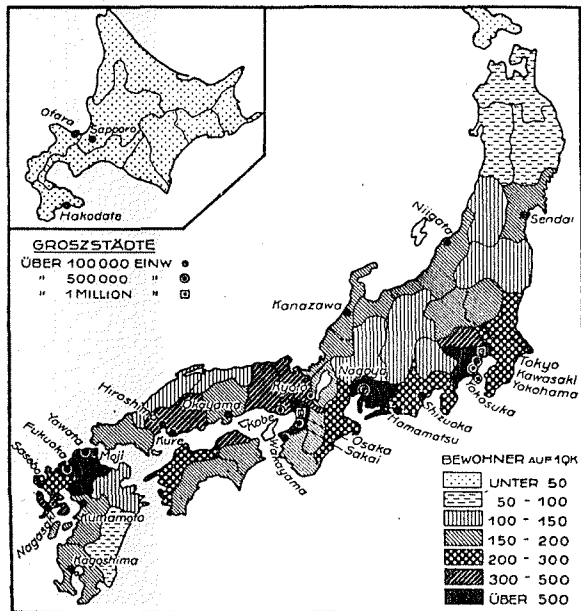 Otaru
Sapporo
Hakodate
GROSZSTÄDTE
ÜBER 100 000 EINW
" 500 000 "
" 1 MILLION "
Niigata
Sendai
Kanazawa
Nagoya
Kyoto
Tokyo
Kawasaki
Yokohama
Yokosuka
Shizuoka
Hamamatsu
Hiroshima
Okayama
Kobe
Osaka
Sakai
Wakayama
Kure
Yawata
Fukuoka
Moji
Sasebo
Nagasaki
Kumamoto
Kagoshima
BEWOHNER AUF 1QK
UNTER 50
50 - 100
100 - 150
150 - 200
200 - 300
300 - 500
ÜBER 500